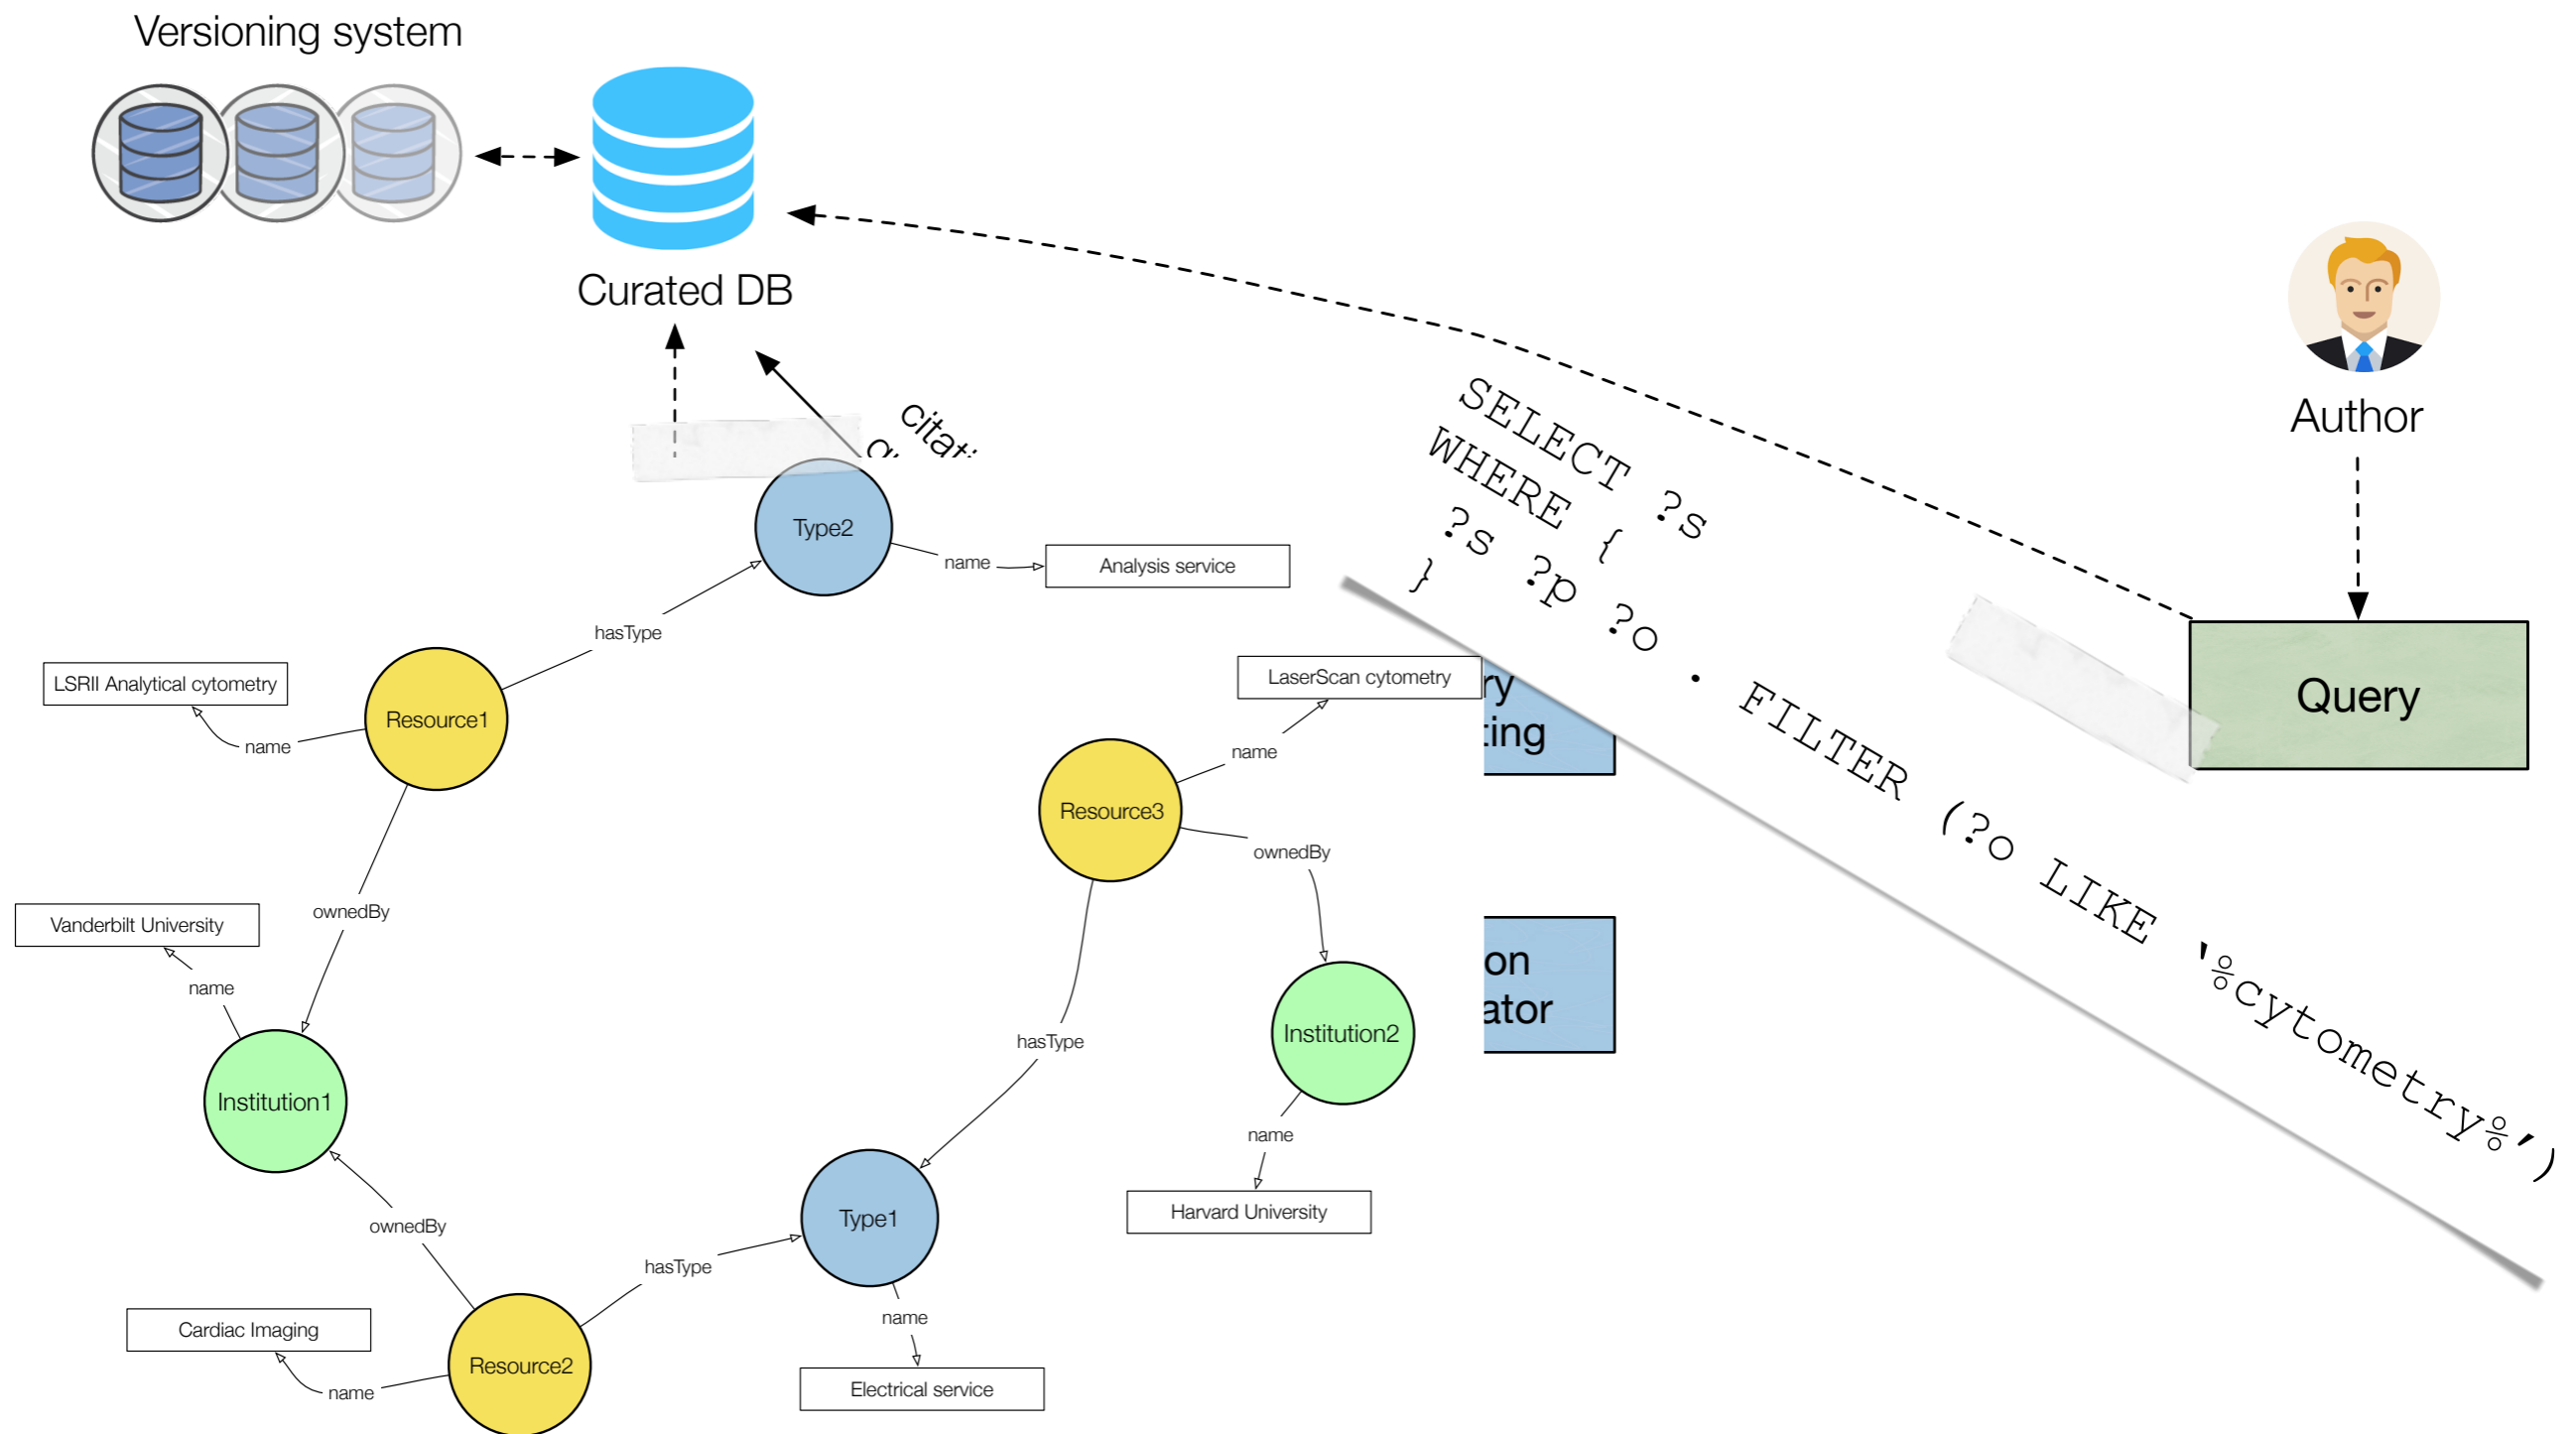 Versioning system
Curated DB
Author
Query
SELECT ?s
WHERE {
?s ?p ?o . FILTER (?o LIKE '%cytometry%')
}
Type2
name
Analysis service
hasType
LSRII Analytical cytometry
Resource1
name
LaserScan cytometry
name
Resource3
ownedBy
ownedBy
Vanderbilt University
name
hasType
Institution2
Institution1
name
Harvard University
ownedBy
Type1
hasType
Cardiac Imaging
name
Resource2
name
Electrical service